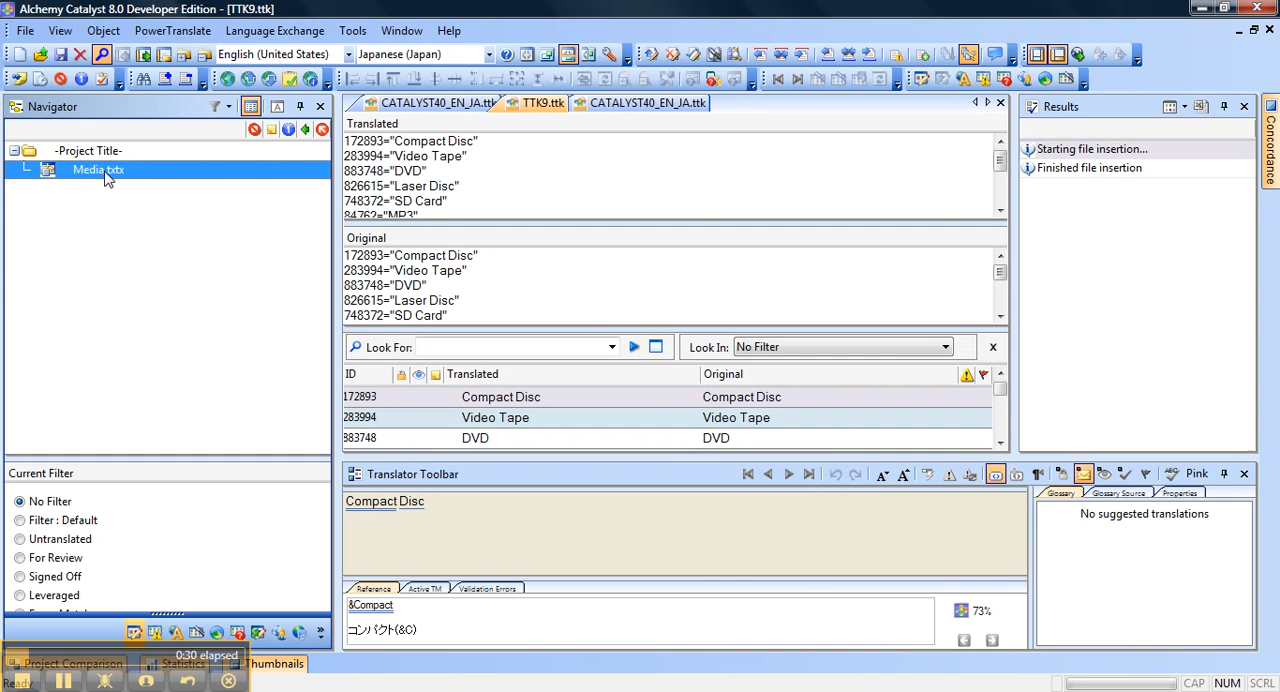 Alchemy Catalyst 8.0 Developer Edition - [TTK9.ttk]
File View Object PowerTranslate Language Exchange Tools Window Help
English (United States) Japanese (Japan)
Navigator
-Project Title-
Media.txtx
CATALYST40_EN_JA.ttk TTK9.ttk CATALYST40_EN_JA.ttk
Translated
172893="Compact Disc"
283994="Video Tape"
883748="DVD"
826615="Laser Disc"
748372="SD Card"
84762="MP3"
Original
172893="Compact Disc"
283994="Video Tape"
883748="DVD"
826615="Laser Disc"
748372="SD Card"
Look For: Look In: No Filter x
ID Translated Original
172893 Compact Disc Compact Disc
283994 Video Tape Video Tape
883748 DVD DVD
Results
Starting file insertion...
Finished file insertion
Concordance
Current Filter
No Filter
Filter : Default
Untranslated
For Review
Signed Off
Leveraged
Translator Toolbar Pink
Compact Disc
Reference Active TM Validation Errors
&Compact
コンパクト(&C)
73%
Glossary Glossary Source Properties
No suggested translations
0:30 elapsed
Project Comparison Statistics Thumbnails
Ready
CAP NUM SCRL